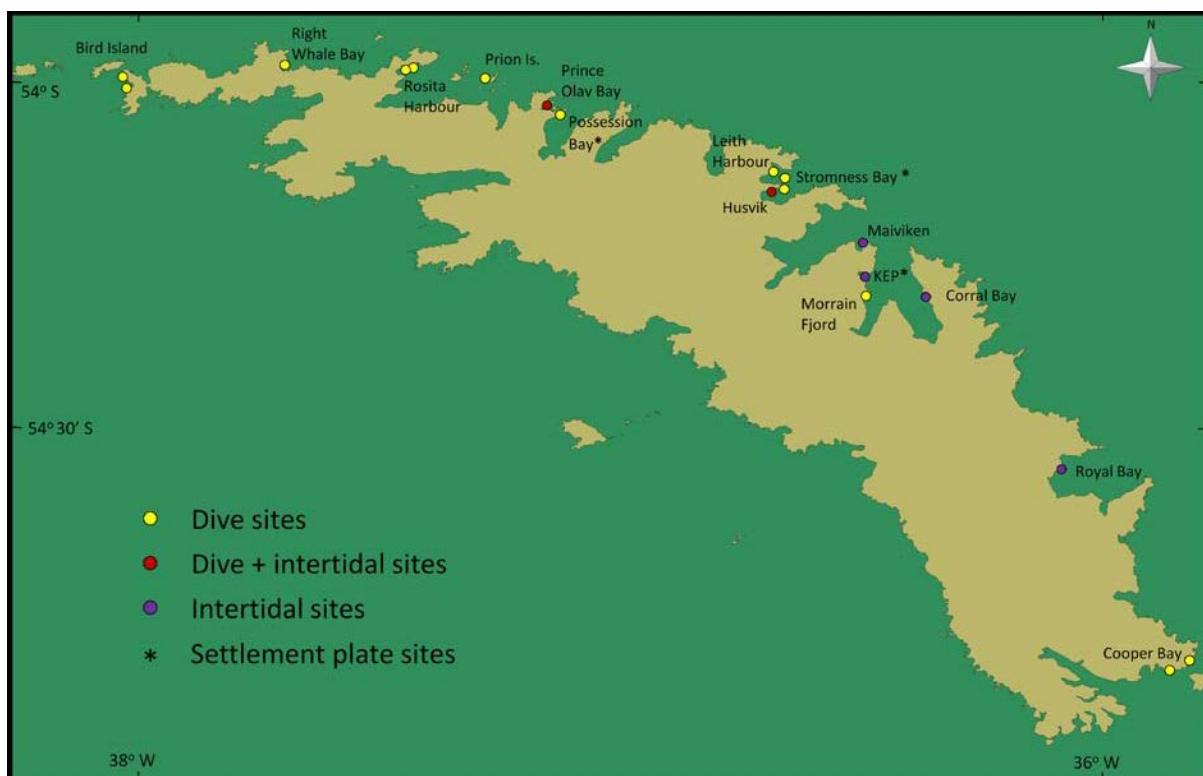 N
Bird Island
Right
Whale Bay
Rosita
Harbour
Prion Is.
Prince
Olav Bay
Possession
Bay*
54° S
Leith
Harbour
Stromness Bay *
Husvik
Maiviken
KEP*
Morrain
Fjord
Corral Bay
54° 30' S
Royal Bay
Dive sites
Dive + intertidal sites
Intertidal sites
* Settlement plate sites
Cooper Bay
38° W
36° W